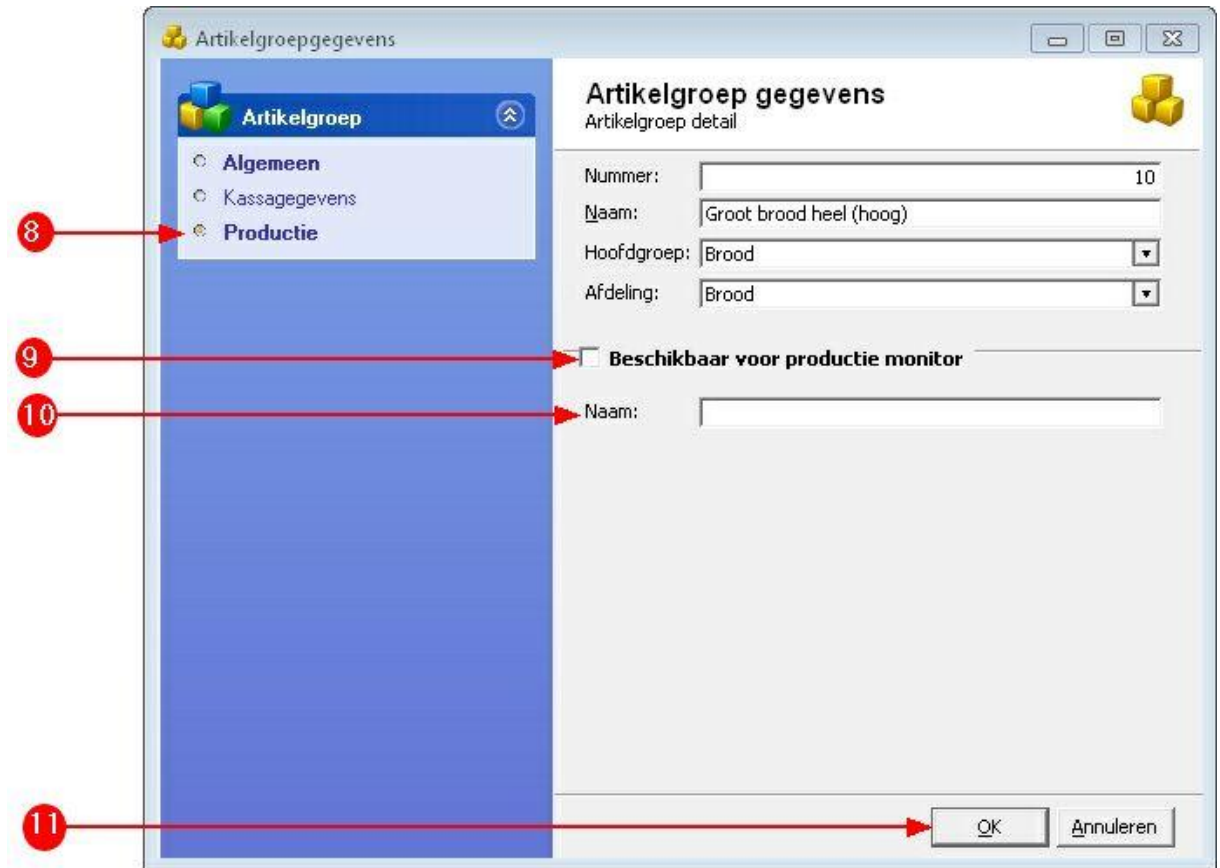 Artikelgroepgegevens
Artikelgroep
Algemeen
Kassagegevens
8
Productie
Artikelgroep gegevens
Artikelgroep detail
Nummer: 10
Naam: Groot brood heel (hoog)
Hoofdgroep: Brood
Afdeling: Brood
9
Beschikbaar voor productie monitor
10
Naam:
11
OK
Annuleren